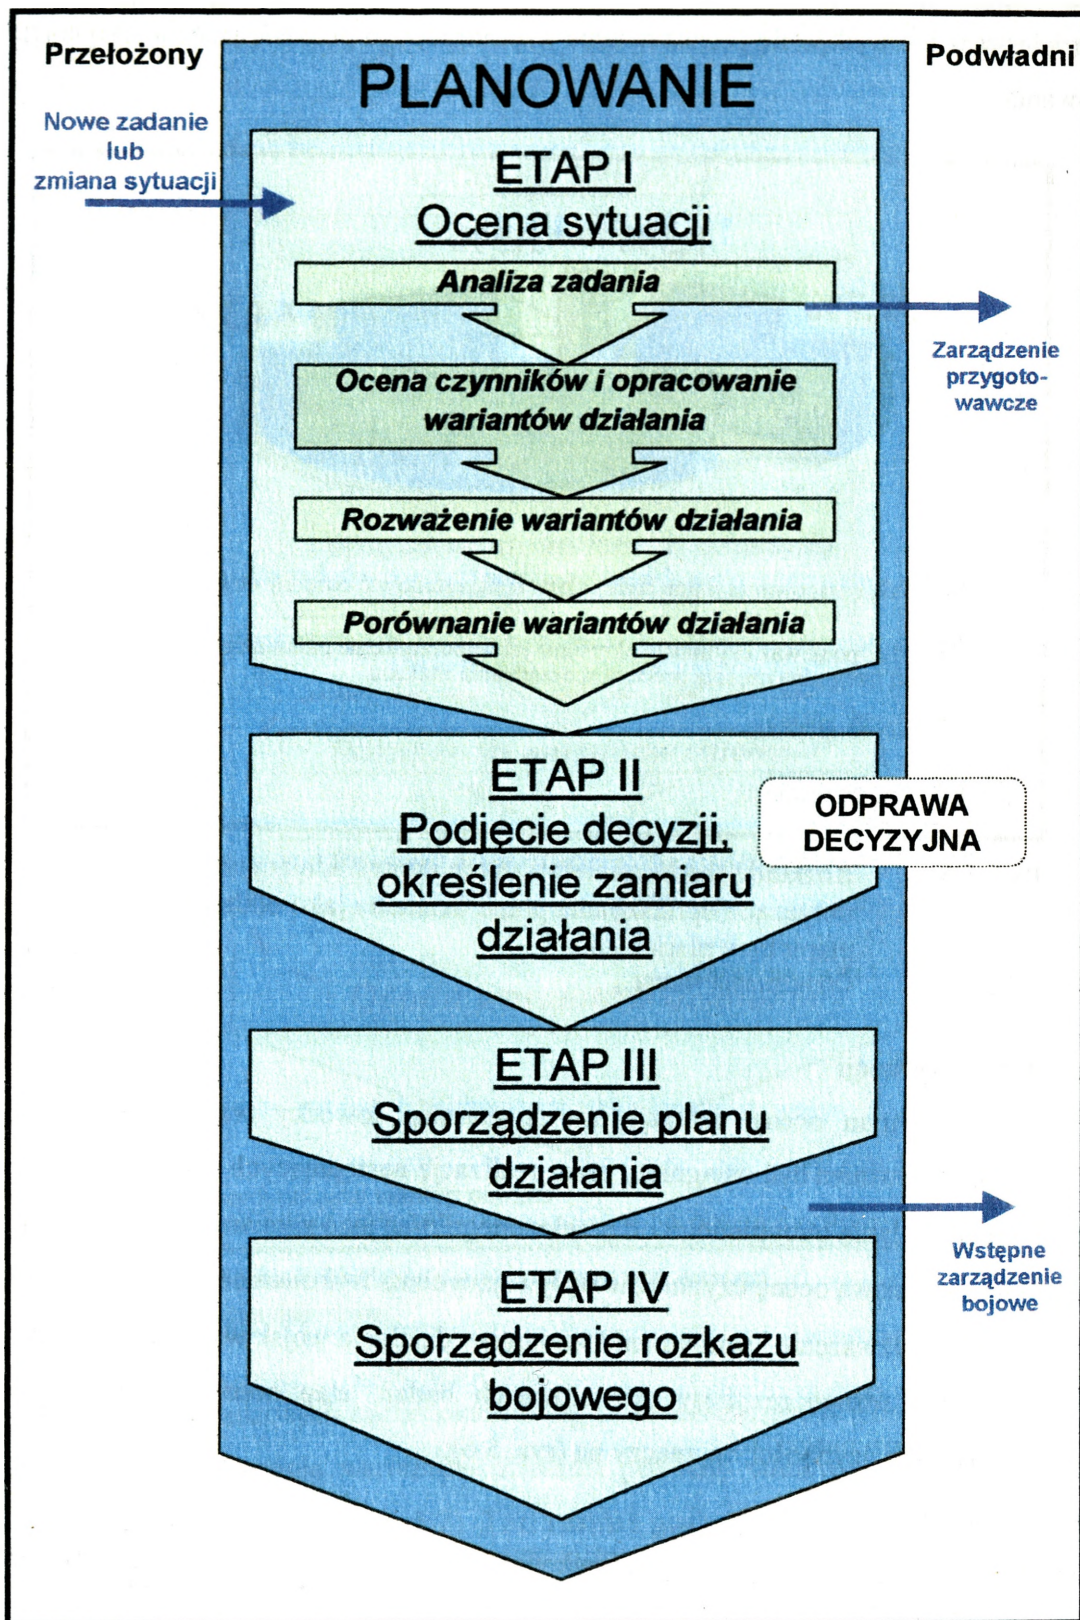 Przełożony
Podwładni
PLANOWANIE
Nowe zadanie
lub
zmiana sytuacji
ETAP I
Ocena sytuacji
Analiza zadania
Zarządzenie
przygoto-
wawcze
Ocena czynników i opracowanie
wariantów działania
Rozważenie wariantów działania
Porównanie wariantów działania
ETAP II
Podjęcie decyzji,
określenie zamiaru
działania
ODPRAWA
DECYZYJNA
ETAP III
Sporządzenie planu
działania
Wstępne
zarządzenie
bojowe
ETAP IV
Sporządzenie rozkazu
bojowego